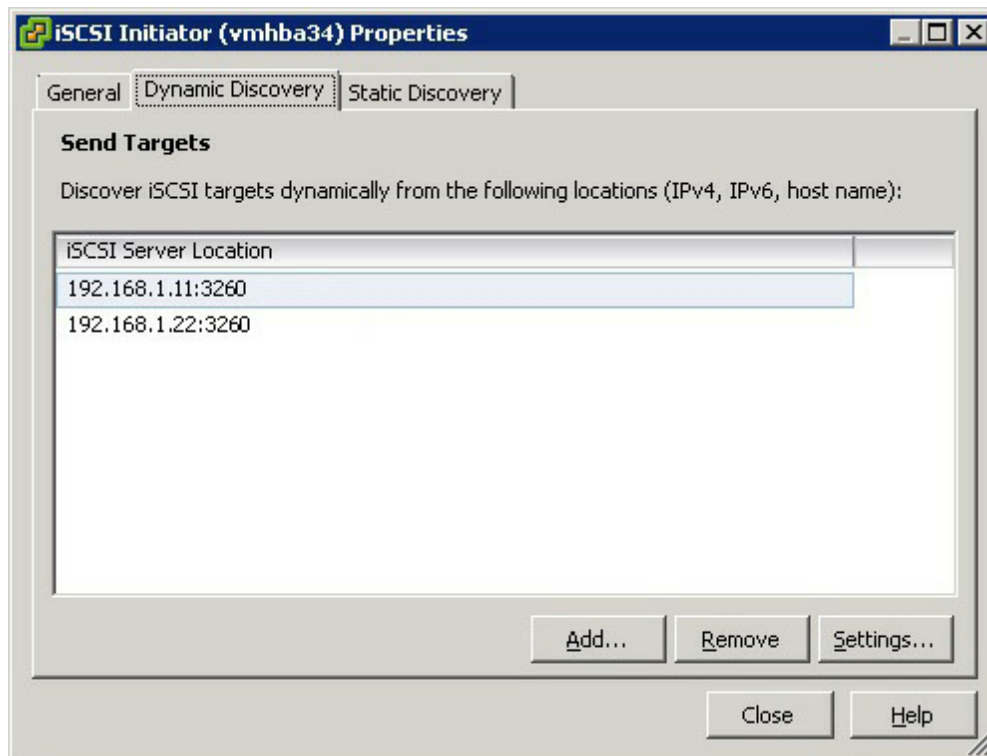 iSCSI Initiator (vmhba34) Properties
General Dynamic Discovery Static Discovery
Send Targets
Discover iSCSI targets dynamically from the following locations (IPv4, IPv6, host name):
iSCSI Server Location
192.168.1.11:3260
192.168.1.22:3260
Add... Remove Settings...
Close Help